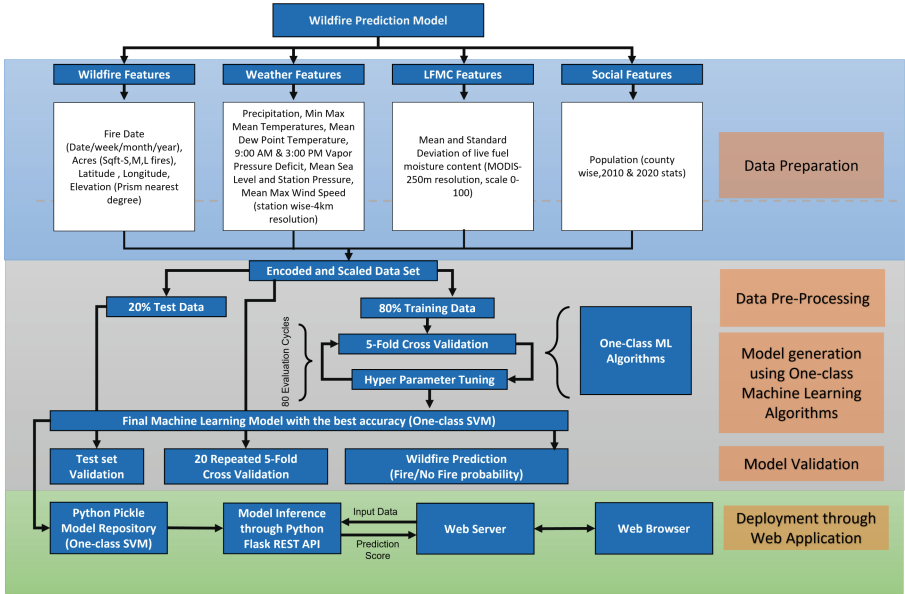 Wildfire Prediction Model
Wildfire Features
Weather Features
LFMC Features
Social Features
Fire Date
(Date/week/month/year),
Acres (Sqft-S,M,L fires),
Latitude , Longitude,
Elevation (Prism nearest
degree)
Precipitation, Min Max
Mean Temperatures, Mean
Dew Point Temperature,
9:00 AM & 3:00 PM Vapor
Pressure Deficit, Mean Sea
Level and Station Pressure,
Mean Max Wind Speed
(station wise-4km
resolution)
Mean and Standard
Deviation of live fuel
moisture content (MODIS-
250m resolution, scale 0-
100)
Population (county
wise,2010 & 2020 stats)
Data Preparation
Encoded and Scaled Data Set
20% Test Data
80% Training Data
Data Pre-Processing
80 Evaluation Cycles
5-Fold Cross Validation
Hyper Parameter Tuning
One-Class ML
Algorithms
Model generation
using One-class
Machine Learning
Algorithms
Final Machine Learning Model with the best accuracy (One-class SVM)
Test set
Validation
20 Repeated 5-Fold
Cross Validation
Wildfire Prediction
(Fire/No Fire probability)
Model Validation
Python Pickle
Model Repository
(One-class SVM)
Model Inference
through Python
Flask REST API
Input Data
Prediction
Score
Web Server
Web Browser
Deployment through
Web Application